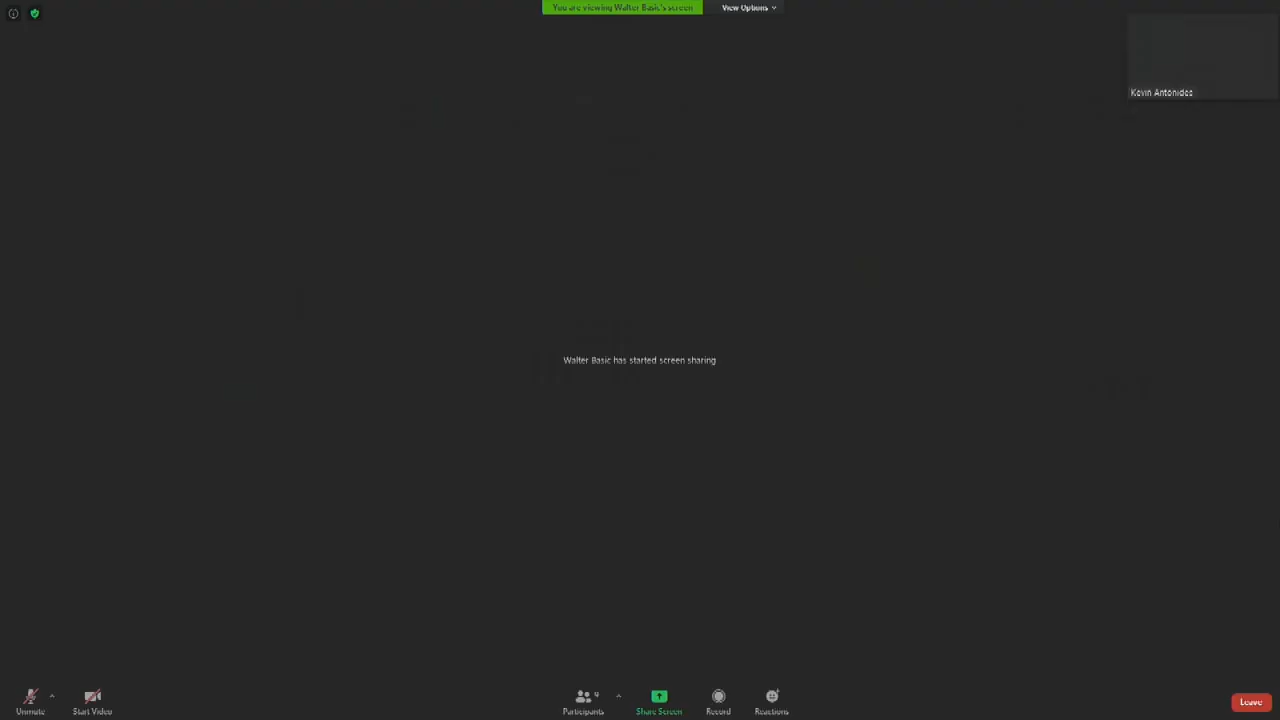 You are viewing Walter Basic's screen
View Options
Kevin Antonides
Walter Basic has started screen sharing
Unmute
Start Video
Participants
Share Screen
Record
Reactions
Leave